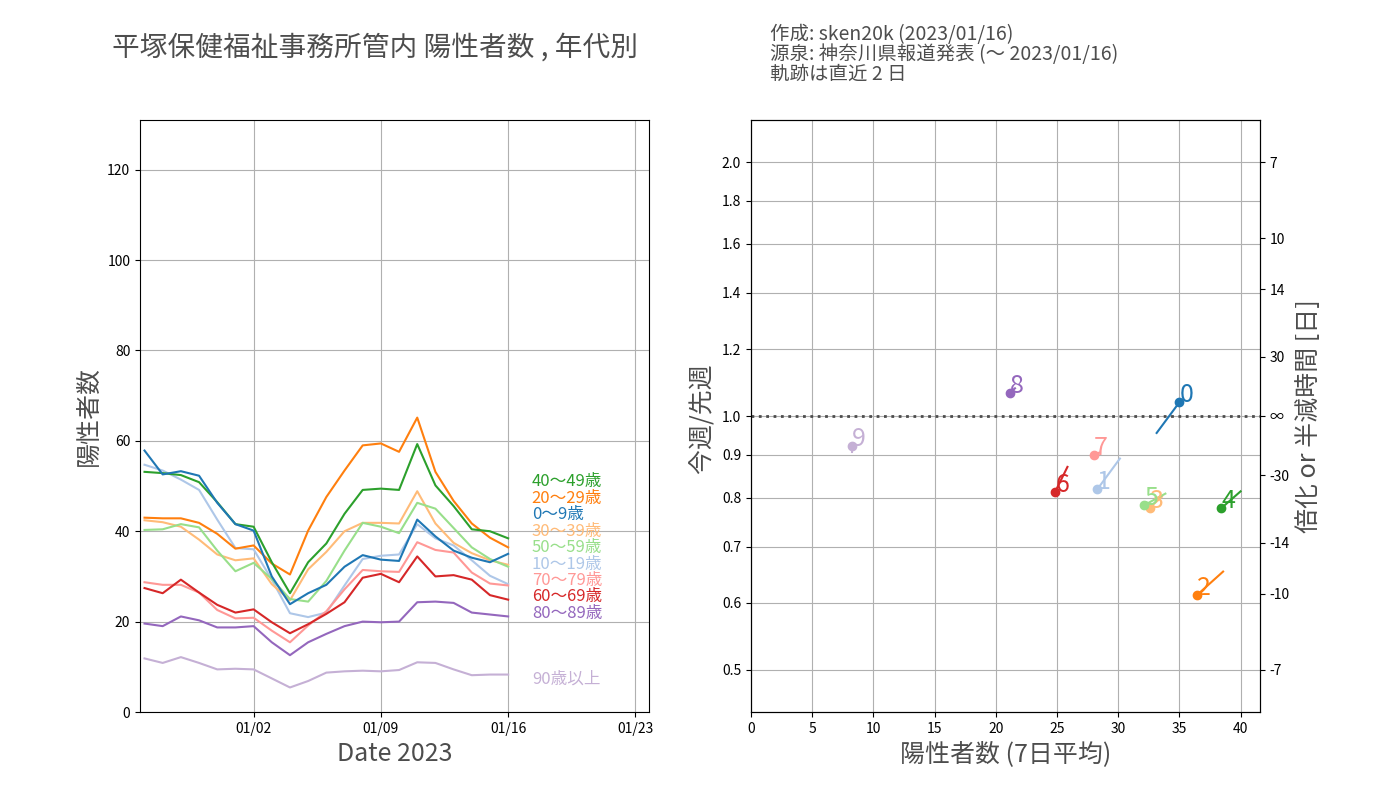 平塚保健福祉事務所管内 陽性者数 , 年代別
作成: sken20k (2023/01/16)
源泉: 神奈川県報道発表 (〜 2023/01/16)
軌跡は直近 2 日
陽性者数
120
100
80
60
40
20
0
01/02
01/09
01/16
01/23
Date 2023
40〜49歳
20〜29歳
0〜9歳
30〜39歳
50〜59歳
10〜19歳
70〜79歳
60〜69歳
80〜89歳
90歳以上
今週/先週
2.0
1.8
1.6
1.4
1.2
1.0
0.9
0.8
0.7
0.6
0.5
0
5
10
15
20
25
30
35
40
陽性者数 (7日平均)
9
8
0
7
6
1
5
3
4
2
7
10
14
30
∞
-30
-14
-10
-7
倍化 or 半減時間 [日]